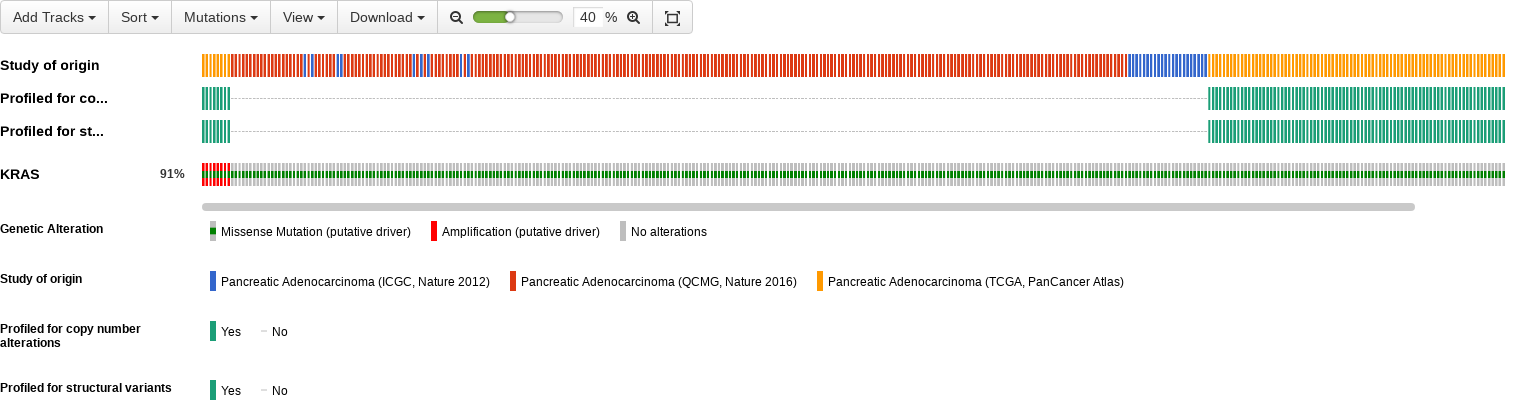 Add Tracks Sort Mutations View Download 40 %
Study of origin
Profiled for co...
Profiled for st...
KRAS 91%
Genetic Alteration Missense Mutation (putative driver) Amplification (putative driver) No alterations
Study of origin Pancreatic Adenocarcinoma (ICGC, Nature 2012) Pancreatic Adenocarcinoma (QCMG, Nature 2016) Pancreatic Adenocarcinoma (TCGA, PanCancer Atlas)
Profiled for copy number
alterations
Yes No
Profiled for structural variants Yes No